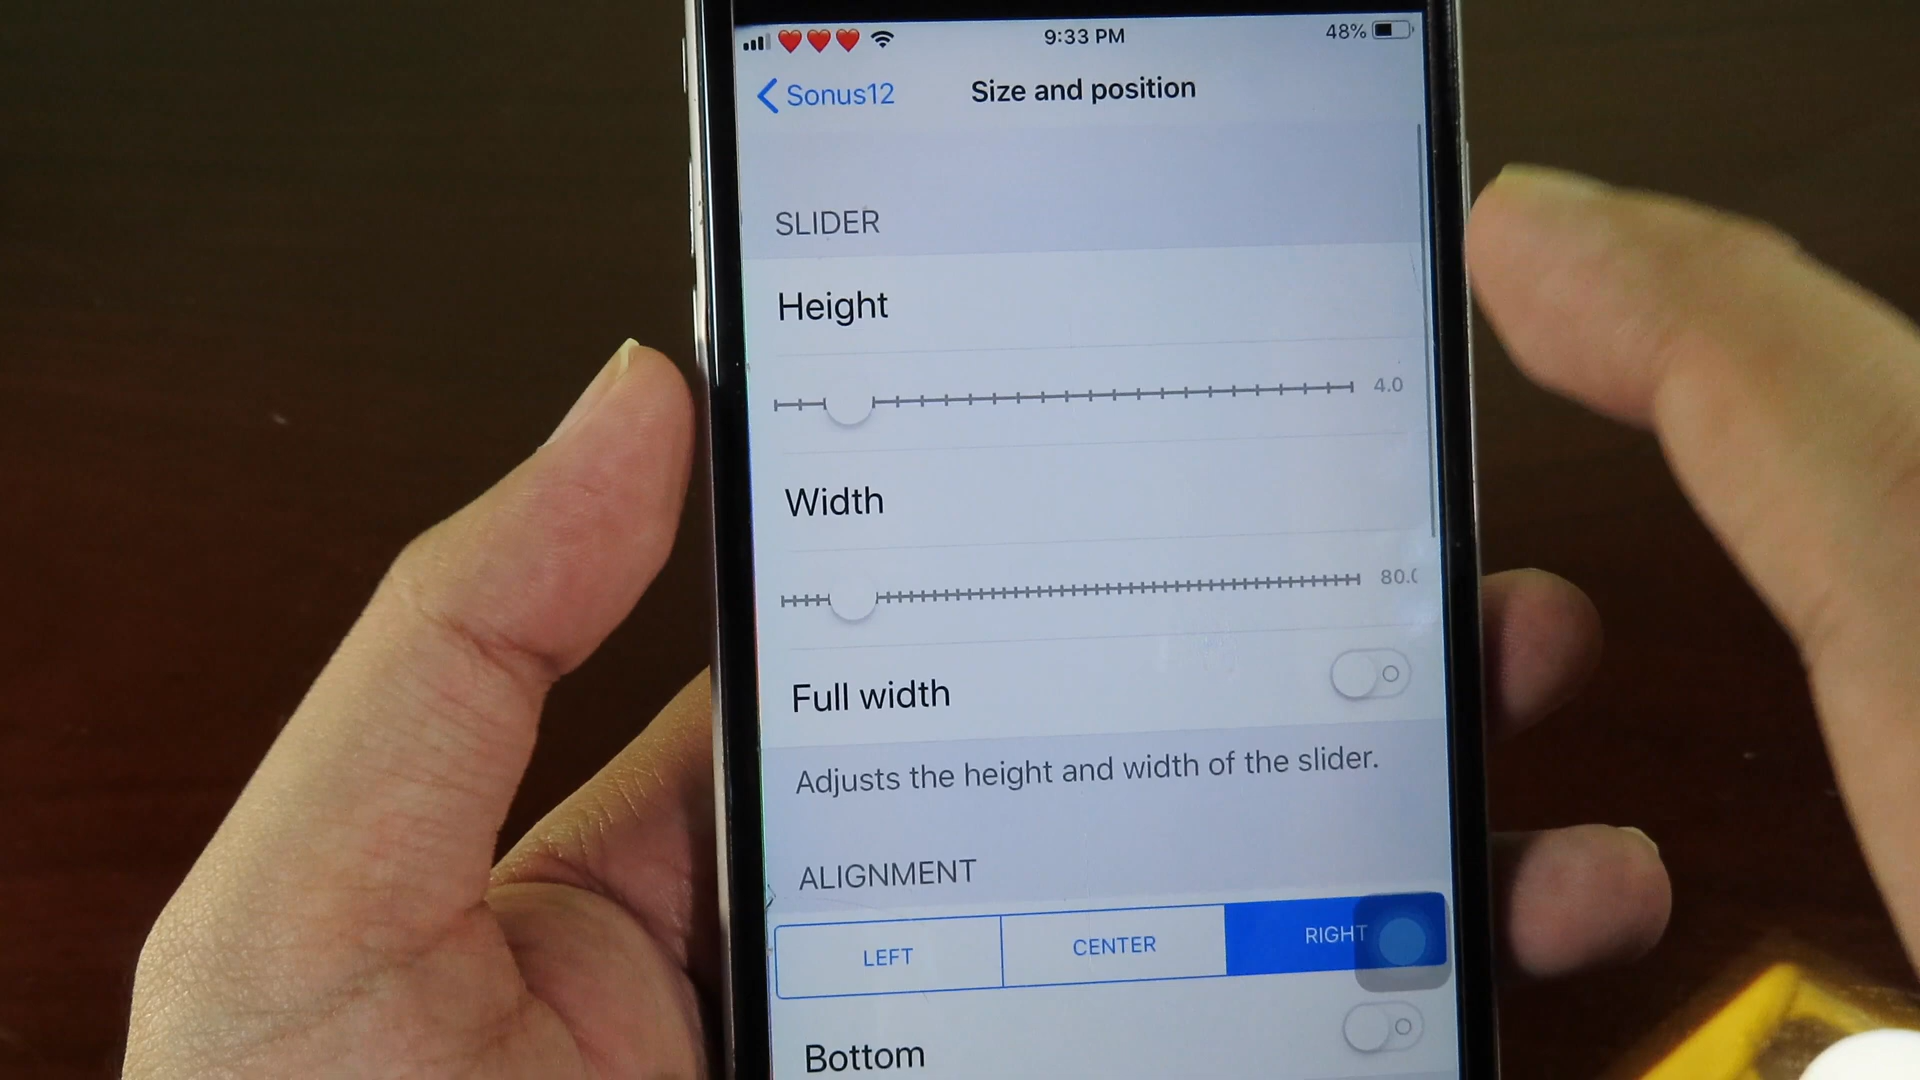 9:33 PM
48%
Sonus12
Size and position
SLIDER
Height
4.0
Width
80.0
Full width
Adjusts the height and width of the slider.
ALIGNMENT
LEFT
CENTER
RIGHT
Bottom